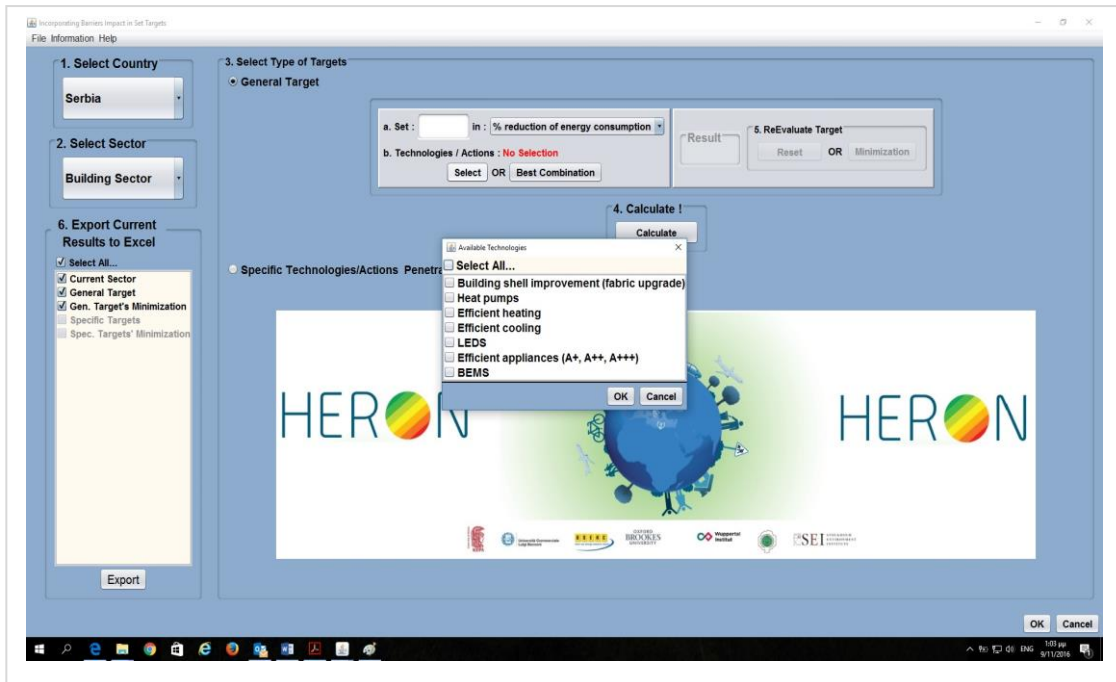 Incorporating Barriers Impact in Set Targets
File Information Help
1. Select Country
Serbia
2. Select Sector
Building Sector
6. Export Current
Results to Excel
Select All...
Current Sector
General Target
Gen. Target's Minimization
Specific Targets
Spec. Targets' Minimization
Export
3. Select Type of Targets
General Target
a. Set : in : % reduction of energy consumption
b. Technologies / Actions : No Selection
Select OR Best Combination
Result
5. ReEvaluate Target
Reset OR Minimization
4. Calculate !
Calculate
Specific Technologies/Actions Penetra
Available Technologies
Select All...
Building shell improvement (fabric upgrade)
Heat pumps
Efficient heating
Efficient cooling
LEDS
Efficient appliances (A+, A++, A+++)
BEMS
OK Cancel
HERON
HERON
OXFORD
BROOKES
UNIVERSITY
Wuppertal
Institut
SEI
OK Cancel
ENG
1:03 μμ
9/11/2016